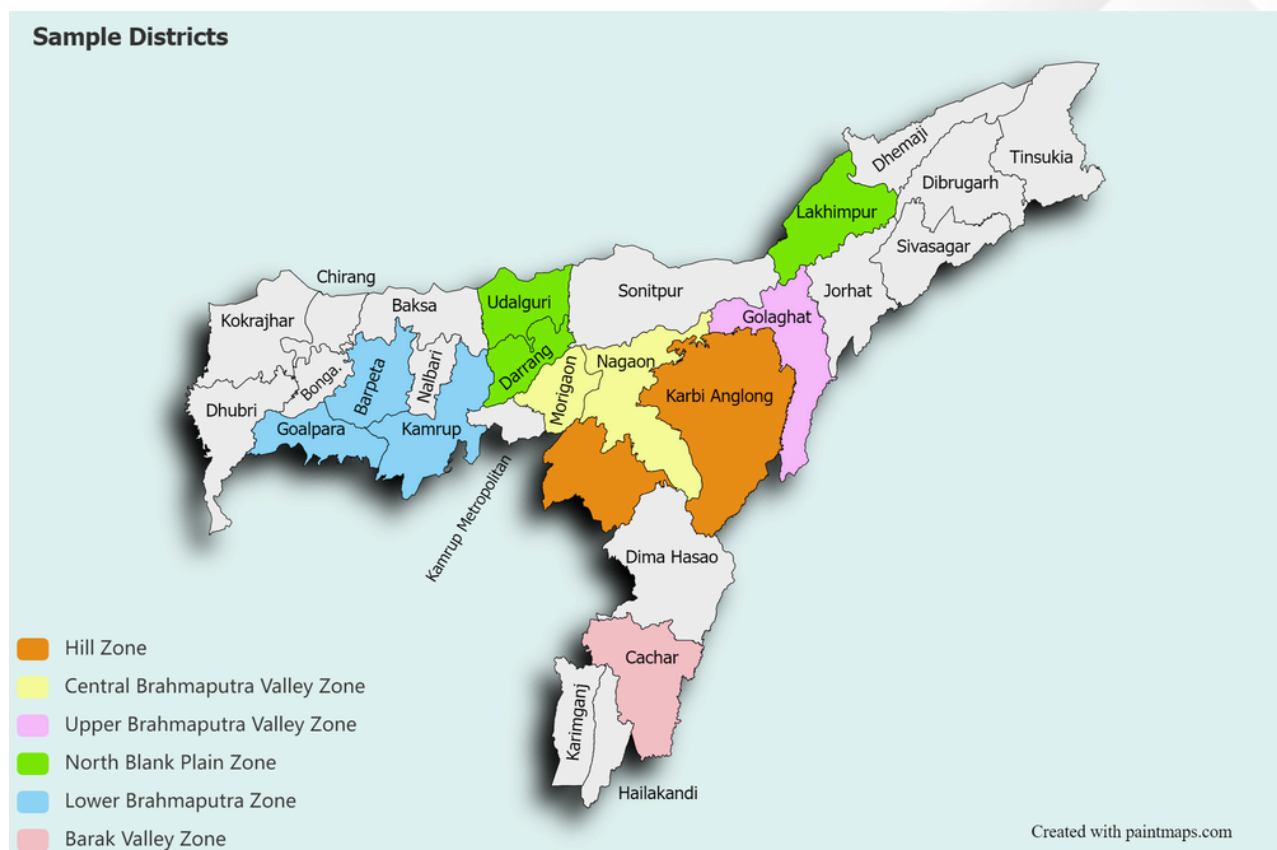 Sample Districts
Dhemaji
Tinsukia
Dibrugarh
Lakhimpur
Sivasagar
Chirang
Sonitpur
Jorhat
Udalguri
Baksa
Kokrajhar
Golaghat
Nagaon
Darrang
Bonga.
Barpeta
Nalbari
Morigaon
Karbi Anglong
Dhubri
Goalpara
Kamrup
Kamrup Metropolitan
Dima Hasao
Cachar
Karimganj
Hailakandi
Hill Zone
Central Brahmaputra Valley Zone
Upper Brahmaputra Valley Zone
North Blank Plain Zone
Lower Brahmaputra Zone
Barak Valley Zone
Created with paintmaps.com